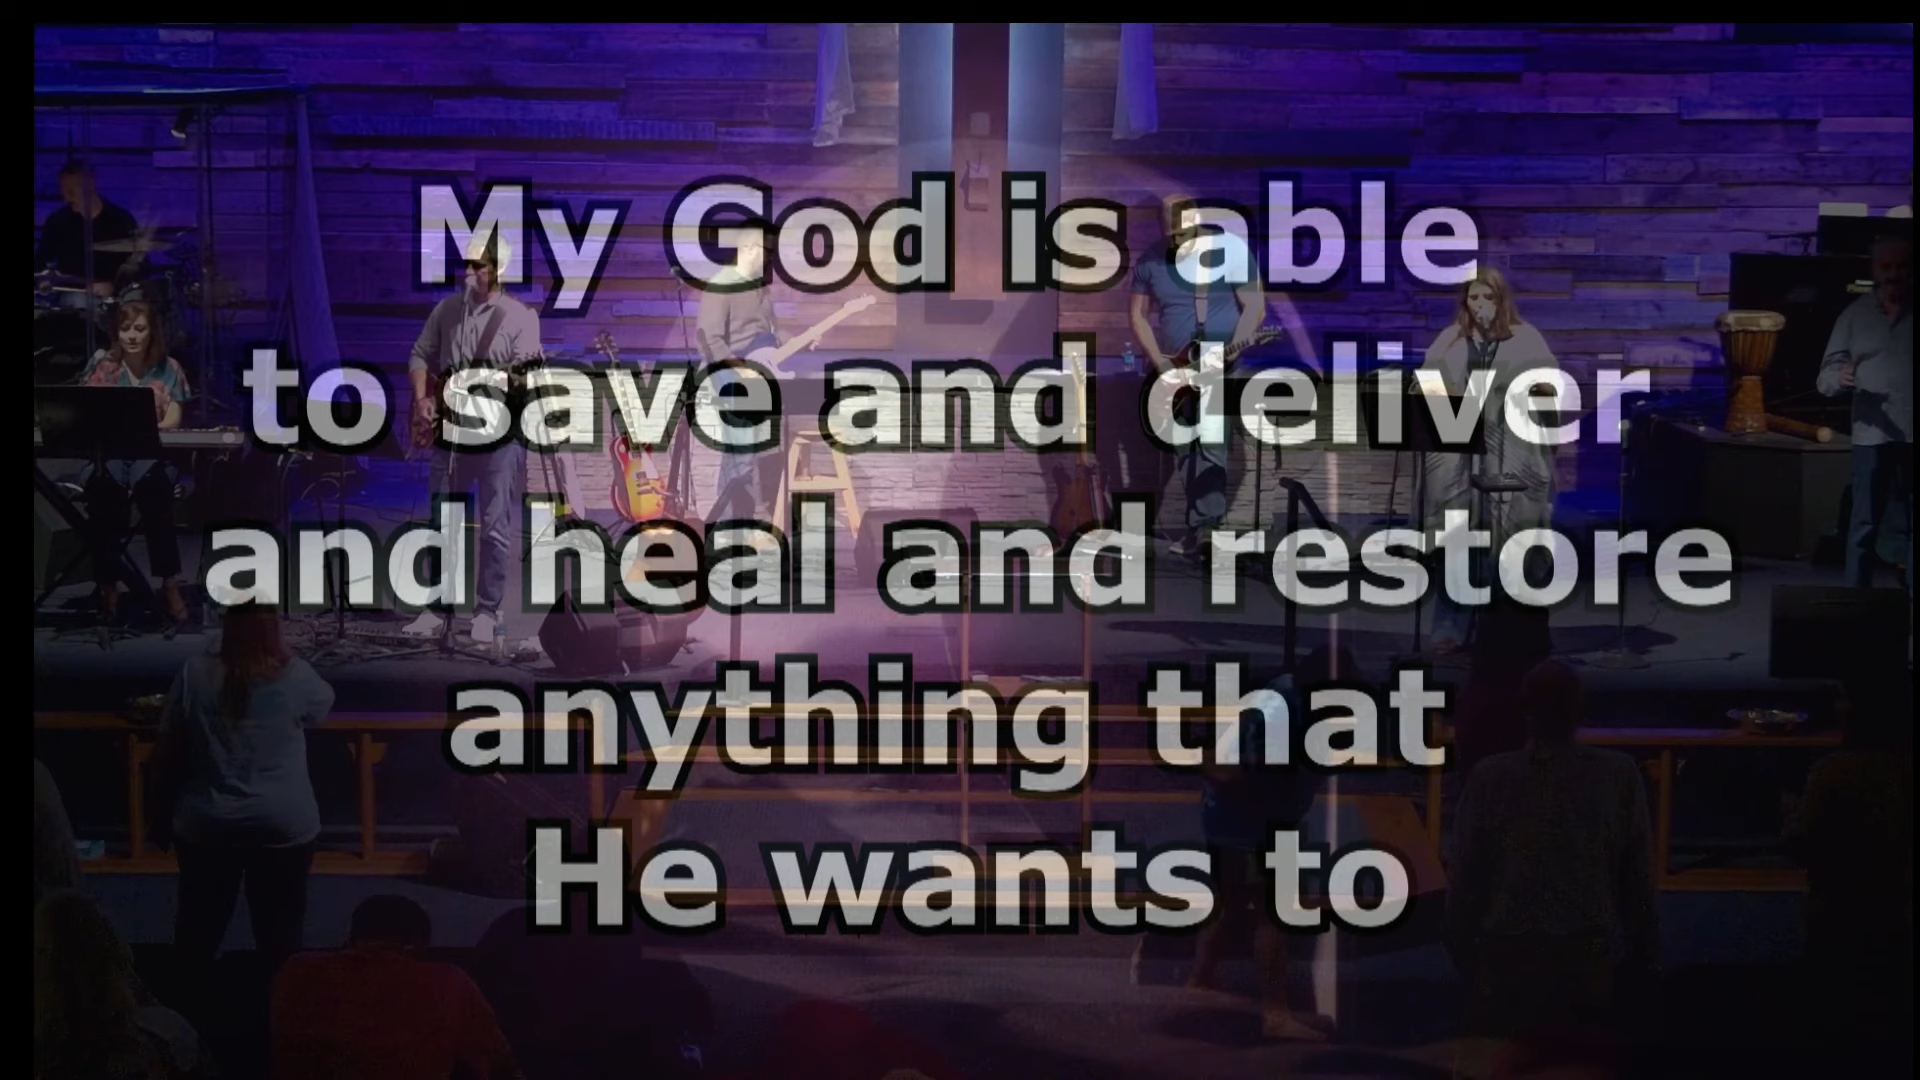 My God is able
to save and deliver
and heal and restore
anything that
He wants to